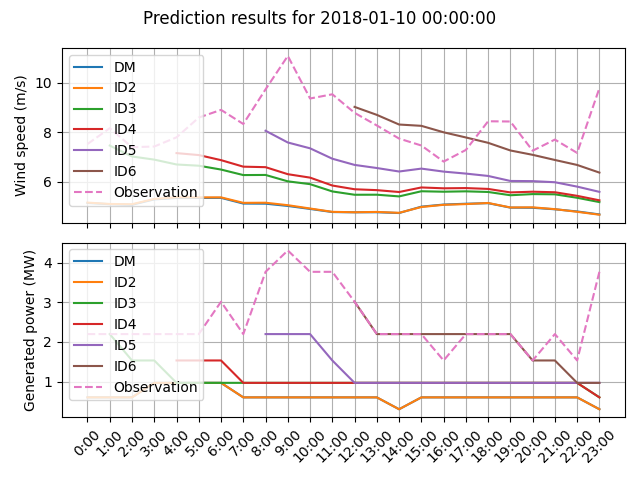 Prediction results for 2018-01-10 00:00:00
Wind speed (m/s)
10
8
6
DM
ID2
ID3
ID4
ID5
ID6
Observation
Generated power (MW)
4
3
2
1
DM
ID2
ID3
ID4
ID5
ID6
Observation
0:00
1:00
2:00
3:00
4:00
5:00
6:00
7:00
8:00
9:00
10:00
11:00
12:00
13:00
14:00
15:00
16:00
17:00
18:00
19:00
20:00
21:00
22:00
23:00